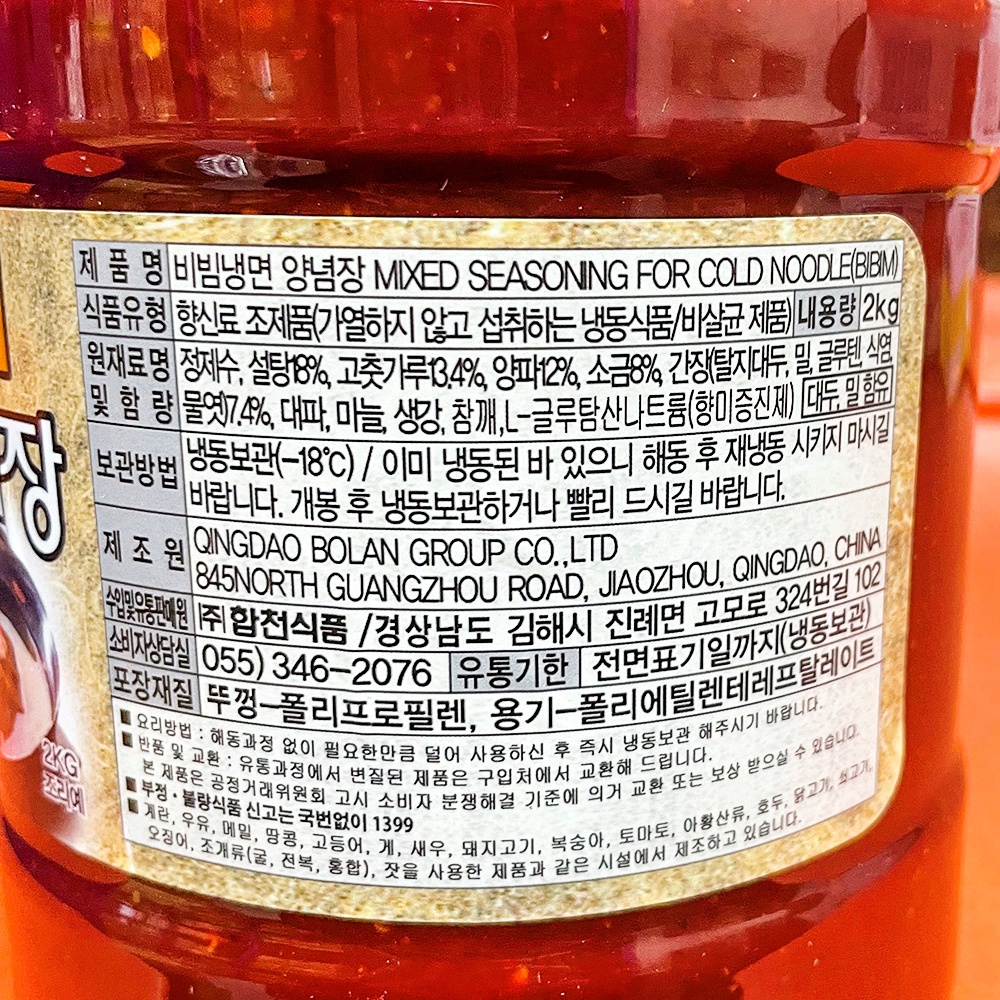 제 품 명 비빔냉면 양념장 MIXED SEASONING FOR COLD NOODLE(BIBIM)
식품유형 향신료 조제품(가열하지 않고 섭취하는 냉동식품/비살균 제품) 내용량 2kg
원재료명 정제수, 설탕18%, 고춧가루13.4%, 양파12%, 소금8%, 간장(탈지대두, 밀, 글루텐, 식염,
및 함 량 물엿)7.4%, 대파, 마늘, 생강, 참깨,L-글루탐산나트륨(향미증진제) 대두, 밀 함유
보관방법 냉동보관(-18℃) / 이미 냉동된 바 있으니 해동 후 재냉동 시키지 마시길
바랍니다. 개봉 후 냉동보관하거나 빨리 드시길 바랍니다.
제 조 원 QINGDAO BOLAN GROUP CO.,LTD
845NORTH GUANGZHOU ROAD, JIAOZHOU, QINGDAO, CHINA
수입및유통판매원 (주)합천식품 /경상남도 김해시 진례면 고모로 324번길 102
소비자상담실 055) 346-2076 유통기한 전면표기일까지(냉동보관)
포장재질 뚜껑-폴리프로필렌, 용기-폴리에틸렌테레프탈레이트
■ 요리방법 : 해동과정 없이 필요한만큼 덜어 사용하신 후 즉시 냉동보관 해주시기 바랍니다.
■ 반품 및 교환 : 유통과정에서 변질된 제품은 구입처에서 교환해 드립니다.
본 제품은 공정거래위원회 고시 소비자 분쟁해결 기준에 의거 교환 또는 보상 받으실 수 있습니다.
■ 부정·불량식품 신고는 국번없이 1399
■ 계란, 우유, 메밀, 땅콩, 고등어, 게, 새우, 돼지고기, 복숭아, 토마토, 아황산류, 호두, 닭고기, 쇠고기,
오징어, 조개류(굴, 전복, 홍합), 잣을 사용한 제품과 같은 시설에서 제조하고 있습니다.
장
2KG
조리예